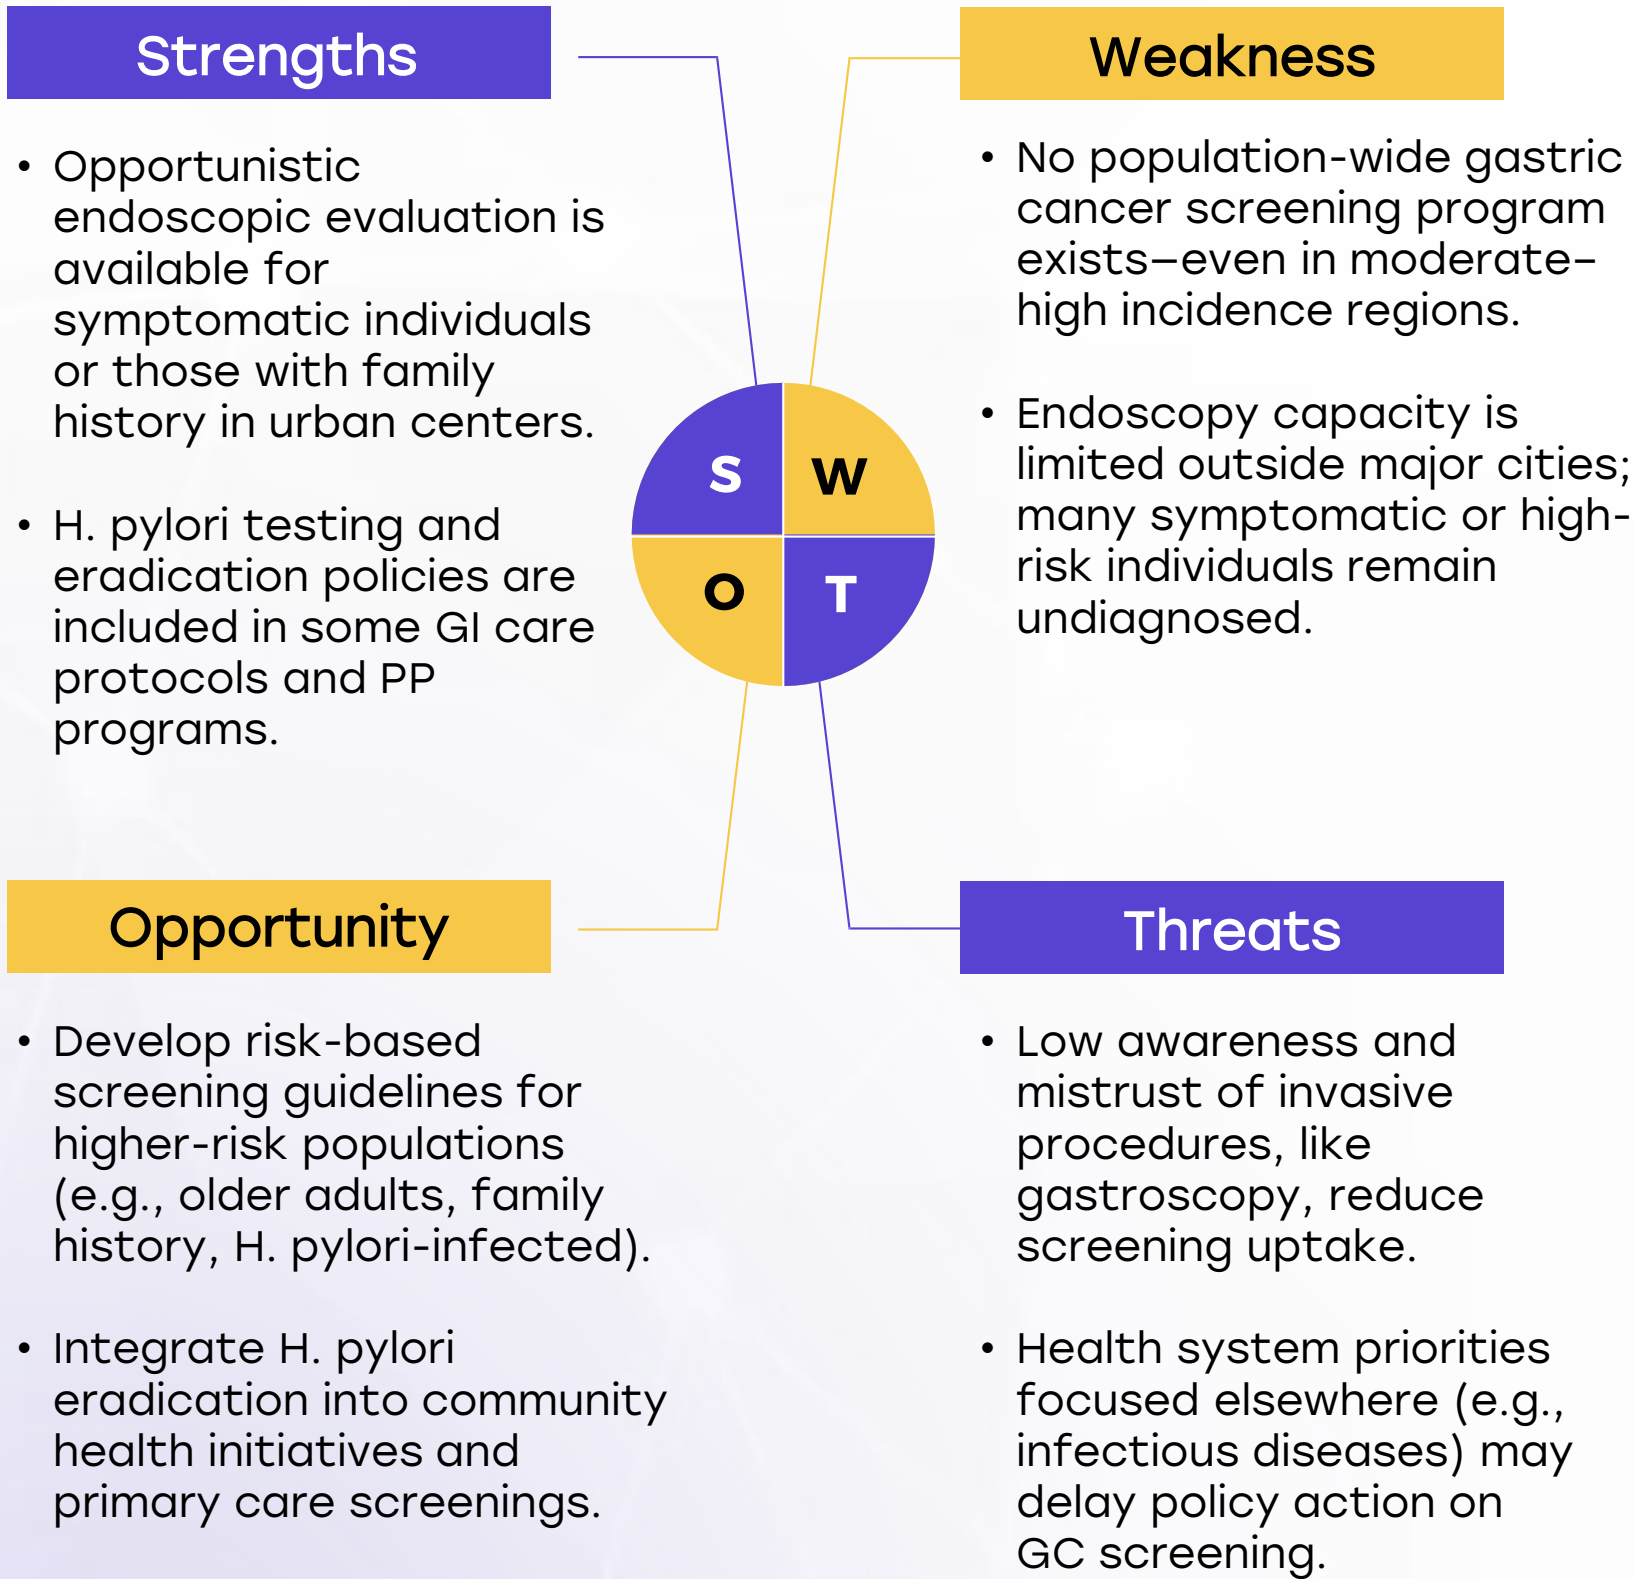 Strengths
• Opportunistic
endoscopic evaluation is
available for
symptomatic individuals
or those with family
history in urban centers.
• H. pylori testing and
eradication policies are
included in some GI care
protocols and PP
programs.
Weakness
• No population-wide gastric
cancer screening program
exists—even in moderate–
high incidence regions.
• Endoscopy capacity is
limited outside major cities;
many symptomatic or high-
risk individuals remain
undiagnosed.
S
W
O
T
Opportunity
• Develop risk-based
screening guidelines for
higher-risk populations
(e.g., older adults, family
history, H. pylori-infected).
• Integrate H. pylori
eradication into community
health initiatives and
primary care screenings.
Threats
• Low awareness and
mistrust of invasive
procedures, like
gastroscopy, reduce
screening uptake.
• Health system priorities
focused elsewhere (e.g.,
infectious diseases) may
delay policy action on
GC screening.